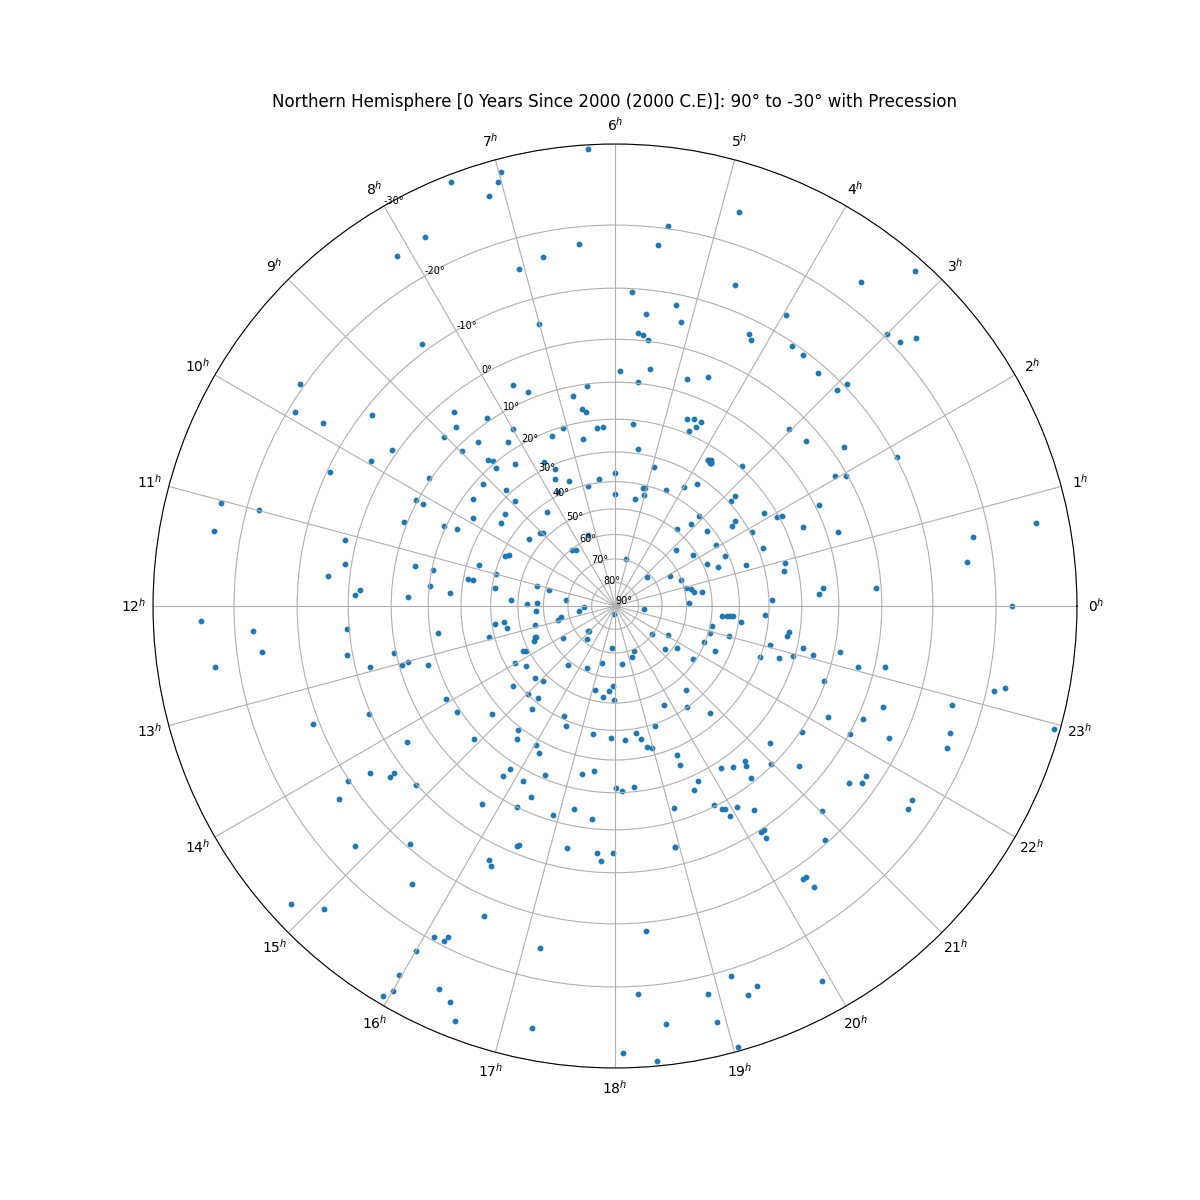 Northern Hemisphere [0 Years Since 2000 (2000 C.E)]: 90° to -30° with Precession
6h
7h
5h
8h
4h
-30°
9h
3h
-20°
-10°
10h
0°
2h
10°
20°
11h
30°
1h
40°
50°
60°
70°
80°
90°
12h
0h
13h
23h
14h
22h
15h
21h
16h
20h
17h
19h
18h